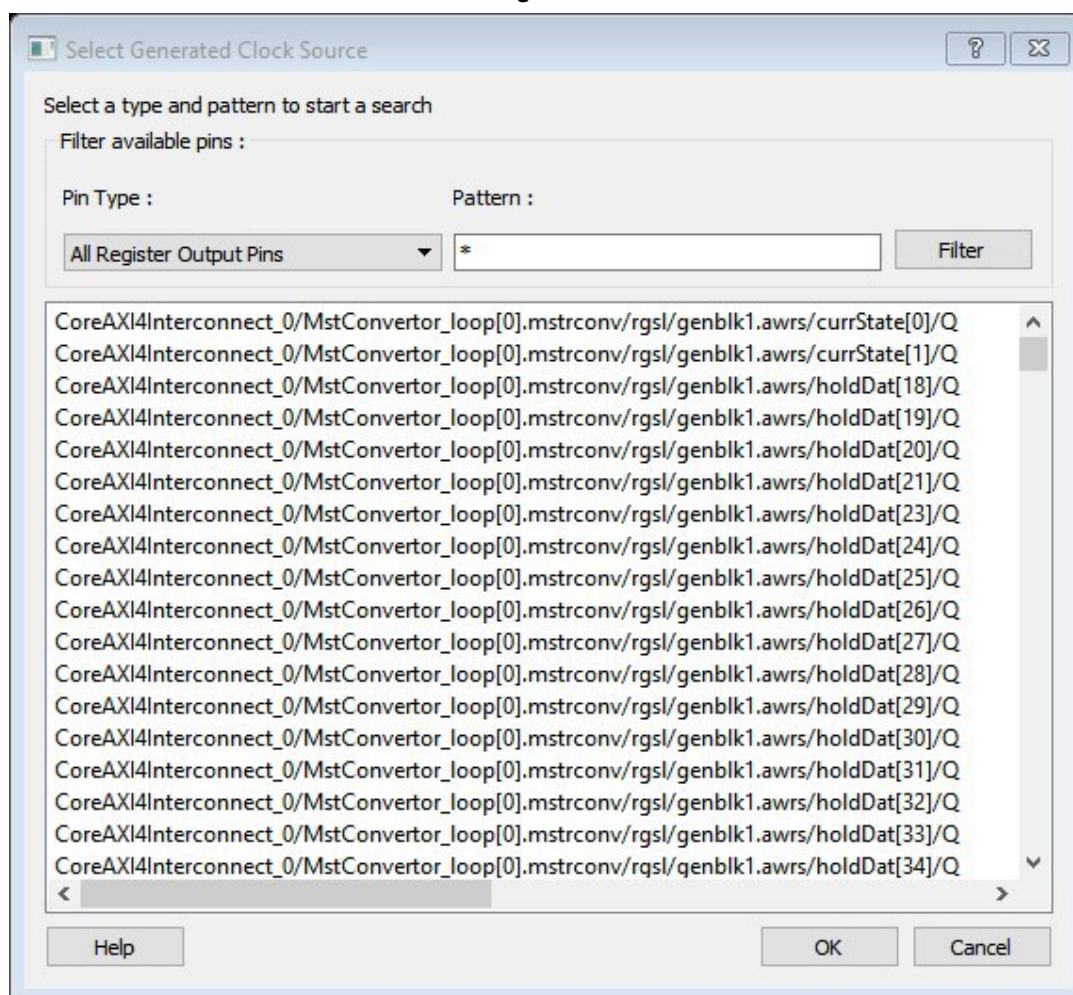 Select Generated Clock Source
Select a type and pattern to start a search
Filter available pins :
Pin Type :
Pattern :
All Register Output Pins
*
Filter
CoreAXI4Interconnect_0/MstConvertor_loop[0].mstrconv/rgsl/genblk1.awrs/currState[0]/Q
CoreAXI4Interconnect_0/MstConvertor_loop[0].mstrconv/rgsl/genblk1.awrs/currState[1]/Q
CoreAXI4Interconnect_0/MstConvertor_loop[0].mstrconv/rgsl/genblk1.awrs/holdDat[18]/Q
CoreAXI4Interconnect_0/MstConvertor_loop[0].mstrconv/rgsl/genblk1.awrs/holdDat[19]/Q
CoreAXI4Interconnect_0/MstConvertor_loop[0].mstrconv/rgsl/genblk1.awrs/holdDat[20]/Q
CoreAXI4Interconnect_0/MstConvertor_loop[0].mstrconv/rgsl/genblk1.awrs/holdDat[21]/Q
CoreAXI4Interconnect_0/MstConvertor_loop[0].mstrconv/rgsl/genblk1.awrs/holdDat[23]/Q
CoreAXI4Interconnect_0/MstConvertor_loop[0].mstrconv/rgsl/genblk1.awrs/holdDat[24]/Q
CoreAXI4Interconnect_0/MstConvertor_loop[0].mstrconv/rgsl/genblk1.awrs/holdDat[25]/Q
CoreAXI4Interconnect_0/MstConvertor_loop[0].mstrconv/rgsl/genblk1.awrs/holdDat[26]/Q
CoreAXI4Interconnect_0/MstConvertor_loop[0].mstrconv/rgsl/genblk1.awrs/holdDat[27]/Q
CoreAXI4Interconnect_0/MstConvertor_loop[0].mstrconv/rgsl/genblk1.awrs/holdDat[28]/Q
CoreAXI4Interconnect_0/MstConvertor_loop[0].mstrconv/rgsl/genblk1.awrs/holdDat[29]/Q
CoreAXI4Interconnect_0/MstConvertor_loop[0].mstrconv/rgsl/genblk1.awrs/holdDat[30]/Q
CoreAXI4Interconnect_0/MstConvertor_loop[0].mstrconv/rgsl/genblk1.awrs/holdDat[31]/Q
CoreAXI4Interconnect_0/MstConvertor_loop[0].mstrconv/rgsl/genblk1.awrs/holdDat[32]/Q
CoreAXI4Interconnect_0/MstConvertor_loop[0].mstrconv/rgsl/genblk1.awrs/holdDat[33]/Q
CoreAXI4Interconnect_0/MstConvertor_loop[0].mstrconv/rgsl/genblk1.awrs/holdDat[34]/Q
Help
OK
Cancel